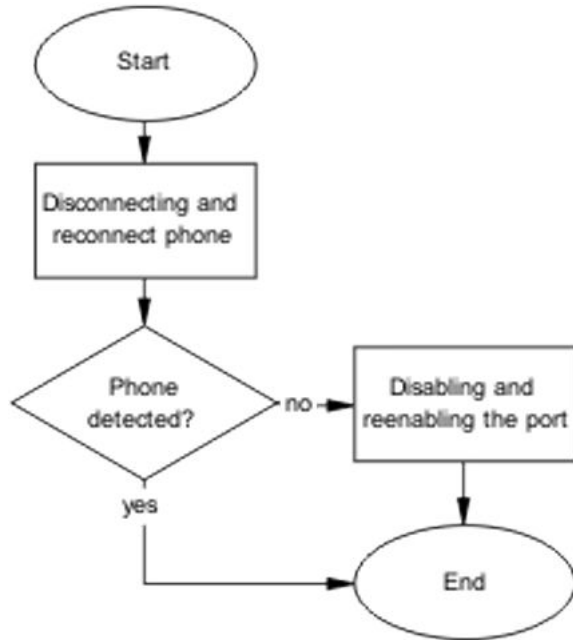 Start
Disconnecting and
reconnect phone
Phone
detected?
no
Disabling and
reenabling the port
yes
End